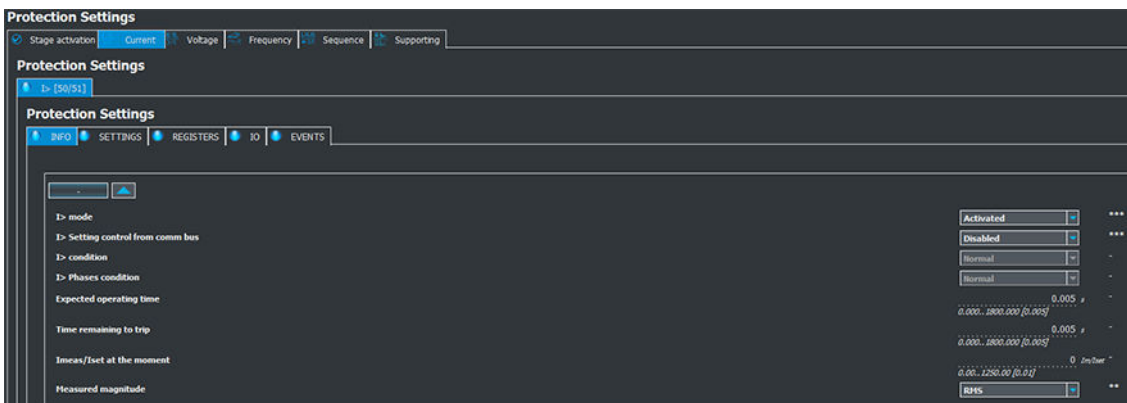 Protection Settings
Stage activation Current Voltage Frequency Sequence Supporting
Protection Settings
I> [50/51]
Protection Settings
INFO SETTINGS REGISTERS IO EVENTS
-
I> mode Activated ***
I> Setting control from comm bus Disabled ***
I> condition Normal -
I> Phases condition Normal -
Expected operating time 0.005 s -
0.000..1800.000 [0.005]
Time remaining to trip 0.005 s -
0.000..1800.000 [0.005]
Imeas/Iset at the moment 0 Im/Iset -
0.00..1250.00 [0.01]
Measured magnitude RMS **